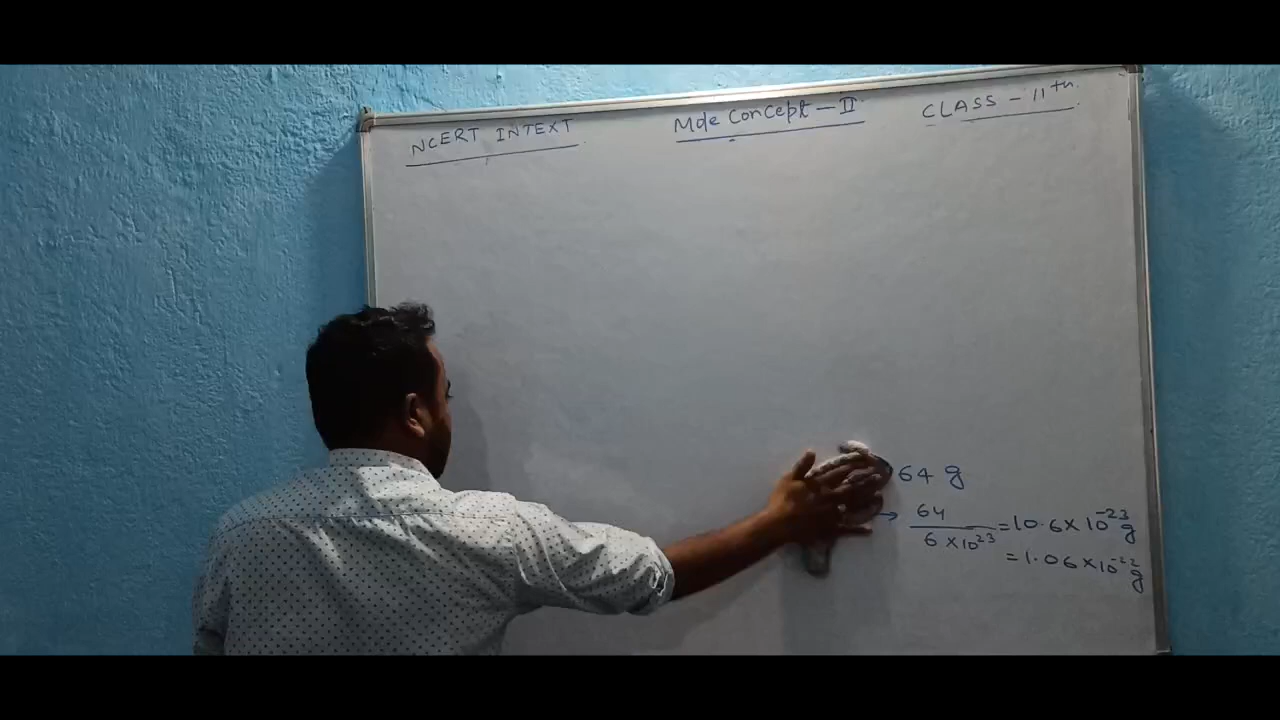 NCERT INTEXT
Mole Concept - II
CLASS - 11th
64 g
→ 64 / 6 × 10²³ = 10.6 × 10⁻²³ g
= 1.06 × 10⁻²² g